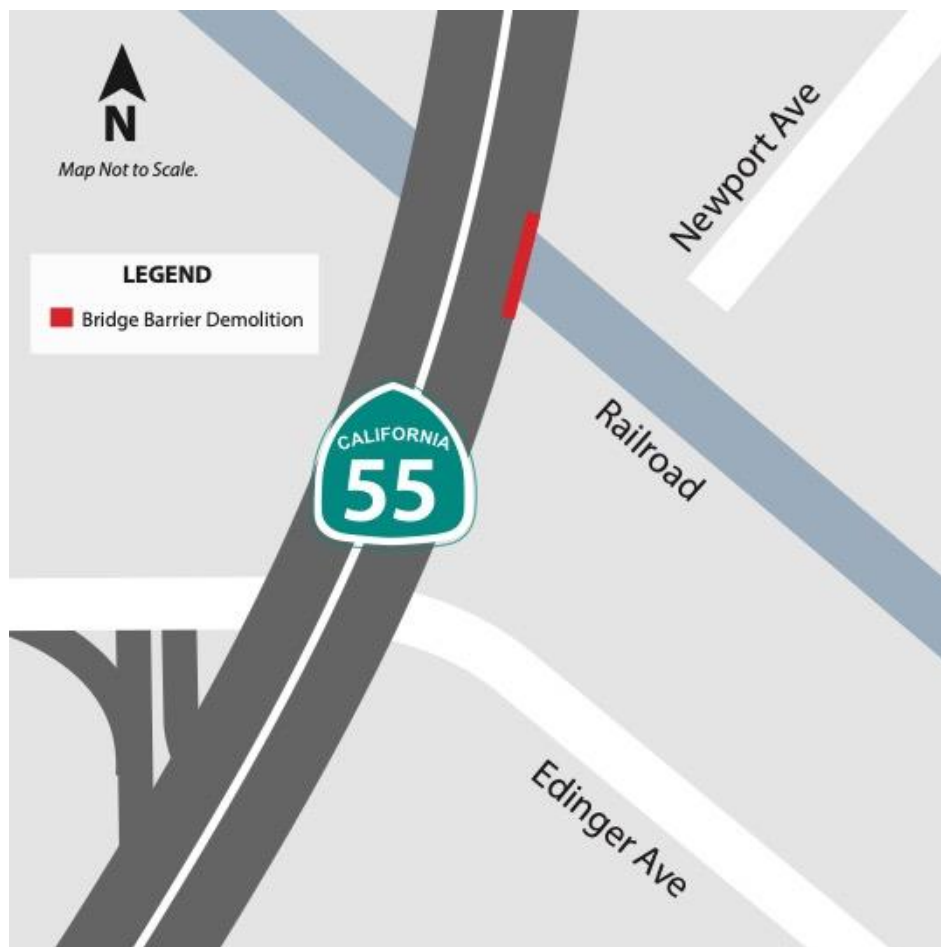 N
Map Not to Scale.
LEGEND
Bridge Barrier Demolition
Newport Ave
Railroad
CALIFORNIA
55
Edinger Ave